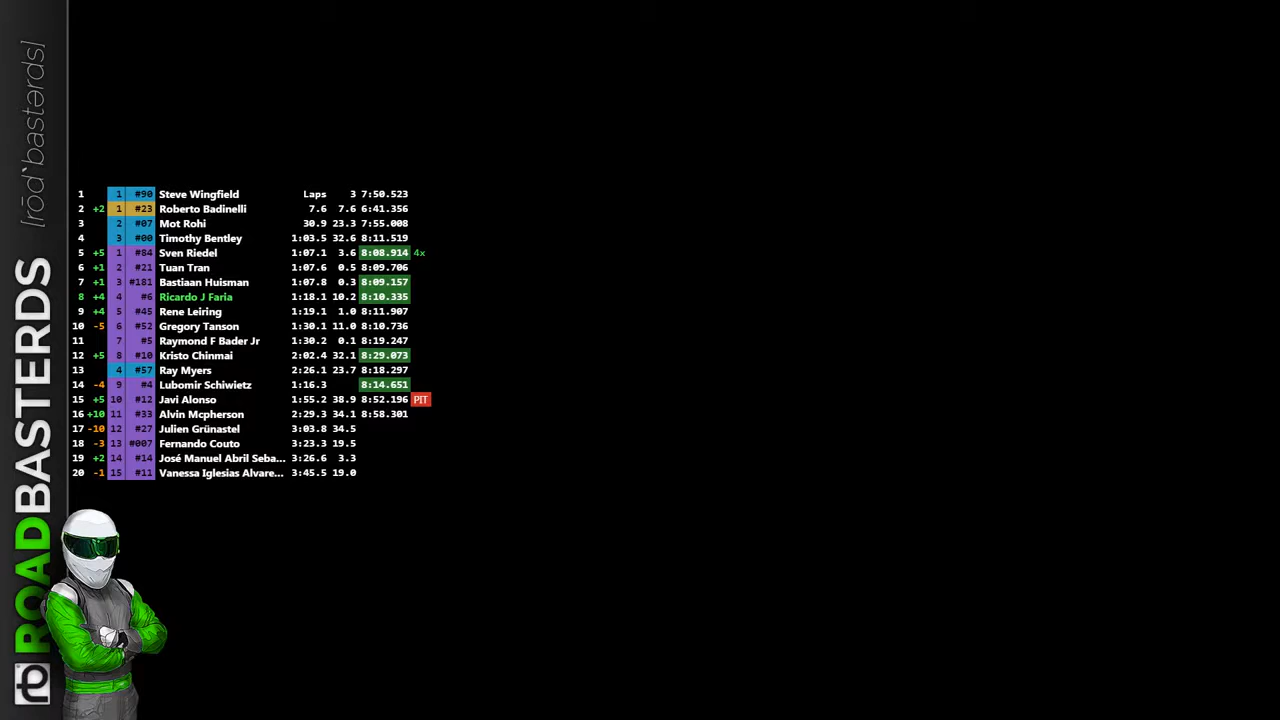 [rōd`bastərds]
ROADBASTERDS
1 1 #90 Steve Wingfield Laps 3 7:50.523
2 +2 1 #23 Roberto Badinelli 7.6 7.6 6:41.356
3 2 #07 Mot Rohi 30.9 23.3 7:55.008
4 3 #00 Timothy Bentley 1:03.5 32.6 8:11.519
5 +5 1 #84 Sven Riedel 1:07.1 3.6 8:08.914 4x
6 +1 2 #21 Tuan Tran 1:07.6 0.5 8:09.706
7 +1 3 #181 Bastiaan Huisman 1:07.8 0.3 8:09.157
8 +4 4 #6 Ricardo J Faria 1:18.1 10.2 8:10.335
9 +4 5 #45 Rene Leiring 1:19.1 1.0 8:11.907
10 -5 6 #52 Gregory Tanson 1:30.1 11.0 8:10.736
11 7 #5 Raymond F Bader Jr 1:30.2 0.1 8:19.247
12 +5 8 #10 Kristo Chinmai 2:02.4 32.1 8:29.073
13 4 #57 Ray Myers 2:26.1 23.7 8:18.297
14 -4 9 #4 Lubomir Schiwietz 1:16.3 8:14.651
15 +5 10 #12 Javi Alonso 1:55.2 38.9 8:52.196 PIT
16 +10 11 #33 Alvin Mcpherson 2:29.3 34.1 8:58.301
17 -10 12 #27 Julien Grünastel 3:03.8 34.5
18 -3 13 #007 Fernando Couto 3:23.3 19.5
19 +2 14 #14 José Manuel Abril Seba... 3:26.6 3.3
20 -1 15 #11 Vanessa Iglesias Alvare... 3:45.5 19.0